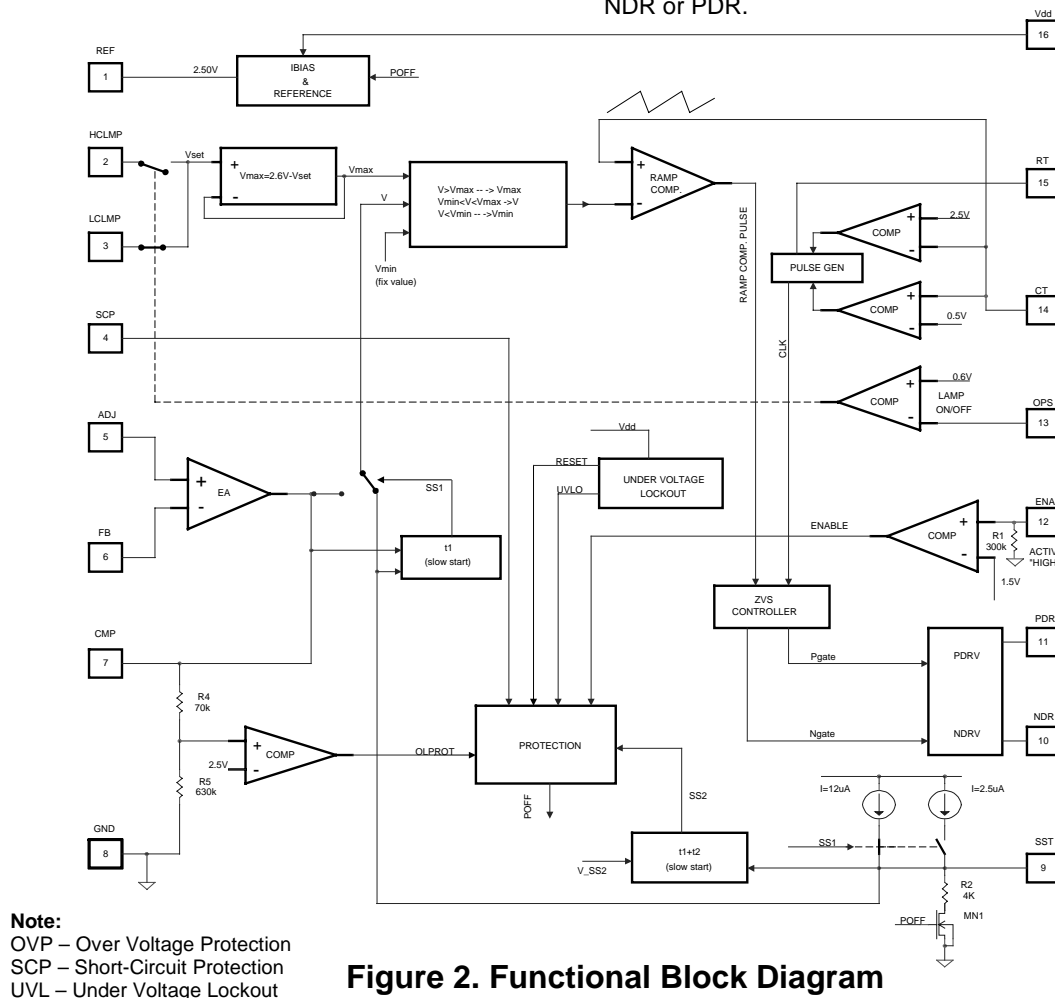 NDR or PDR.
Vdd
16
REF
1
2.50V
IBIAS
&
REFERENCE
POFF
HCLMP
2
Vset
+
-
Vmax=2.6V-Vset
Vmax
V
V>Vmax -- -> Vmax
Vmin<V<Vmax ->V
V<Vmin -- ->Vmin
Vmin
(fix value)
+
-
RAMP
COMP.
RAMP COMP. PULSE
RT
15
LCLMP
3
+
-
COMP
2.5V
PULSE GEN
+
-
COMP
0.5V
CT
14
CLK
SCP
4
+
-
COMP
0.6V
LAMP
ON/OFF
OPS
13
ADJ
5
+
-
EA
FB
6
SS1
t1
(slow start)
Vdd
RESET
UVLO
UNDER VOLTAGE
LOCKOUT
ENABLE
+
-
COMP
R1
300k
1.5V
ENA
12
ACTIV
"HIGH
ZVS
CONTROLLER
PDR
11
PDRV
NDRV
Pgate
Ngate
NDR
10
CMP
7
R4
70k
+
-
COMP
2.5V
R5
630k
OLPROT
PROTECTION
POFF
SS2
GND
8
t1+t2
(slow start)
V_SS2
I=12uA
I=2.5uA
SS1
SST
9
R2
4K
MN1
POFF
Note:
OVP – Over Voltage Protection
SCP – Short-Circuit Protection
UVL – Under Voltage Lockout
Figure 2. Functional Block Diagram